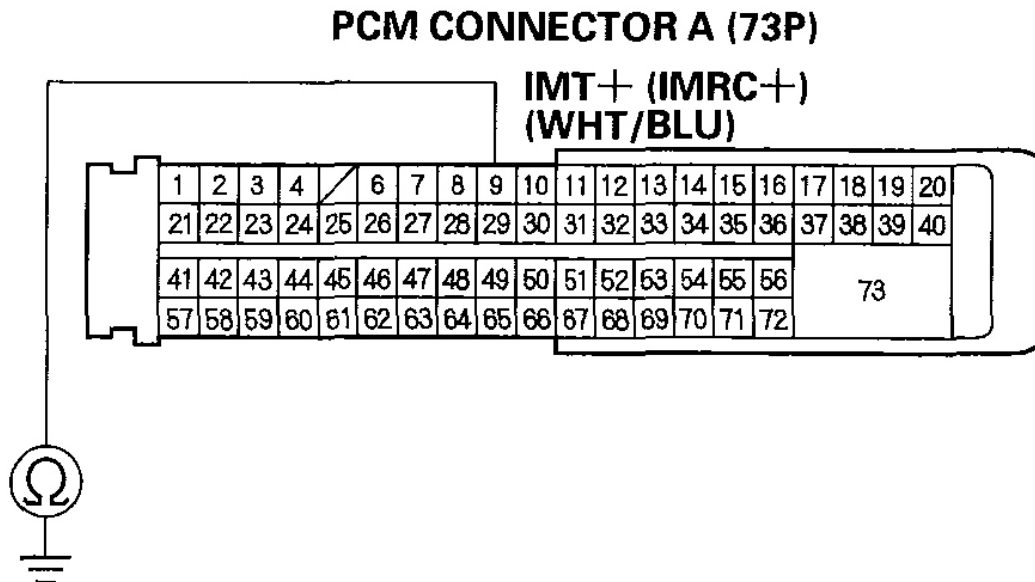 PCM CONNECTOR A (73P)
IMT+ (IMRC+)
(WHT/BLU)
1 2 3 4 6 7 8 9 10 11 12 13 14 15 16 17 18 19 20
21 22 23 24 25 26 27 28 29 30 31 32 33 34 35 36 37 38 39 40
41 42 43 44 45 46 47 48 49 50 51 52 53 54 55 56
73
57 58 59 60 61 62 63 64 65 66 67 68 69 70 71 72
Ω